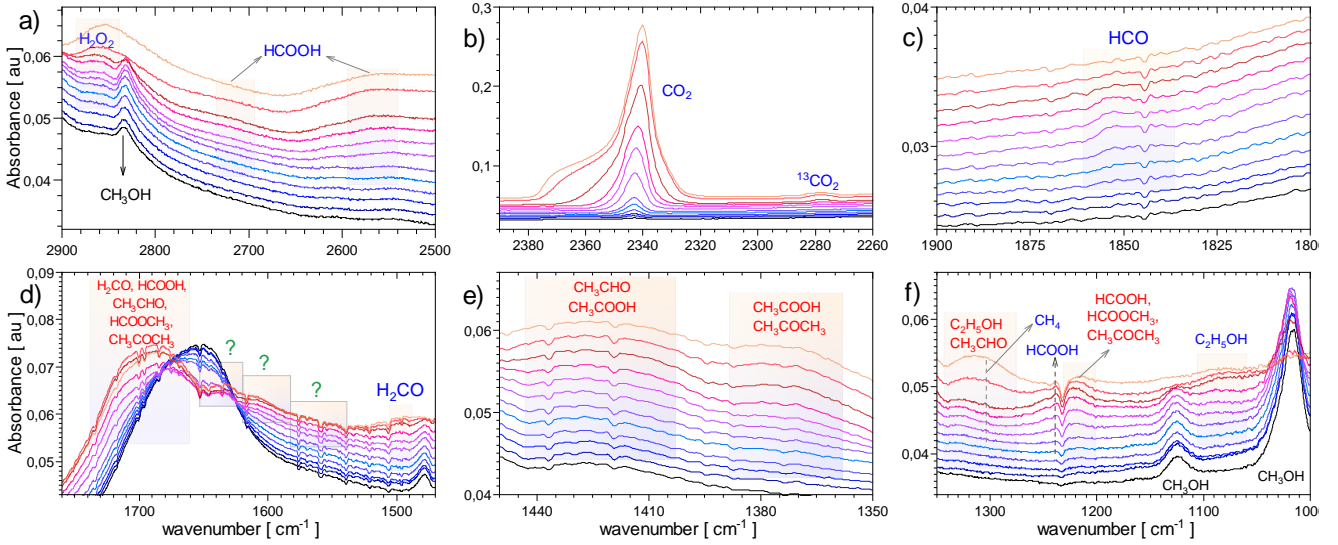 a)
H₂O₂
HCOOH
CH₃OH
0,06
0,05
0,04
Absorbance [ au ]
2900 2800 2700 2600 2500
b)
CO₂
¹³CO₂
0,3
0,2
0,1
2380 2360 2340 2320 2300 2280 2260
c)
HCO
0,04
0,03
1900 1875 1850 1825 1800
d)
H₂CO, HCOOH,
CH₃CHO,
HCOOCH₃,
CH₃COCH₃
?
?
?
H₂CO
0,09
0,08
0,07
0,06
0,05
Absorbance [ au ]
1700 1600 1500
wavenumber [ cm⁻¹ ]
e)
CH₃CHO
CH₃COOH
CH₃COOH
CH₃COCH₃
0,06
0,05
0,04
1440 1410 1380 1350
wavenumber [ cm⁻¹ ]
f)
C₂H₅OH
CH₃CHO
CH₄
HCOOH
HCOOH,
HCOOCH₃,
CH₃COCH₃
C₂H₅OH
CH₃OH
CH₃OH
0,06
0,05
0,04
1300 1200 1100 1000
wavenumber [ cm⁻¹ ]